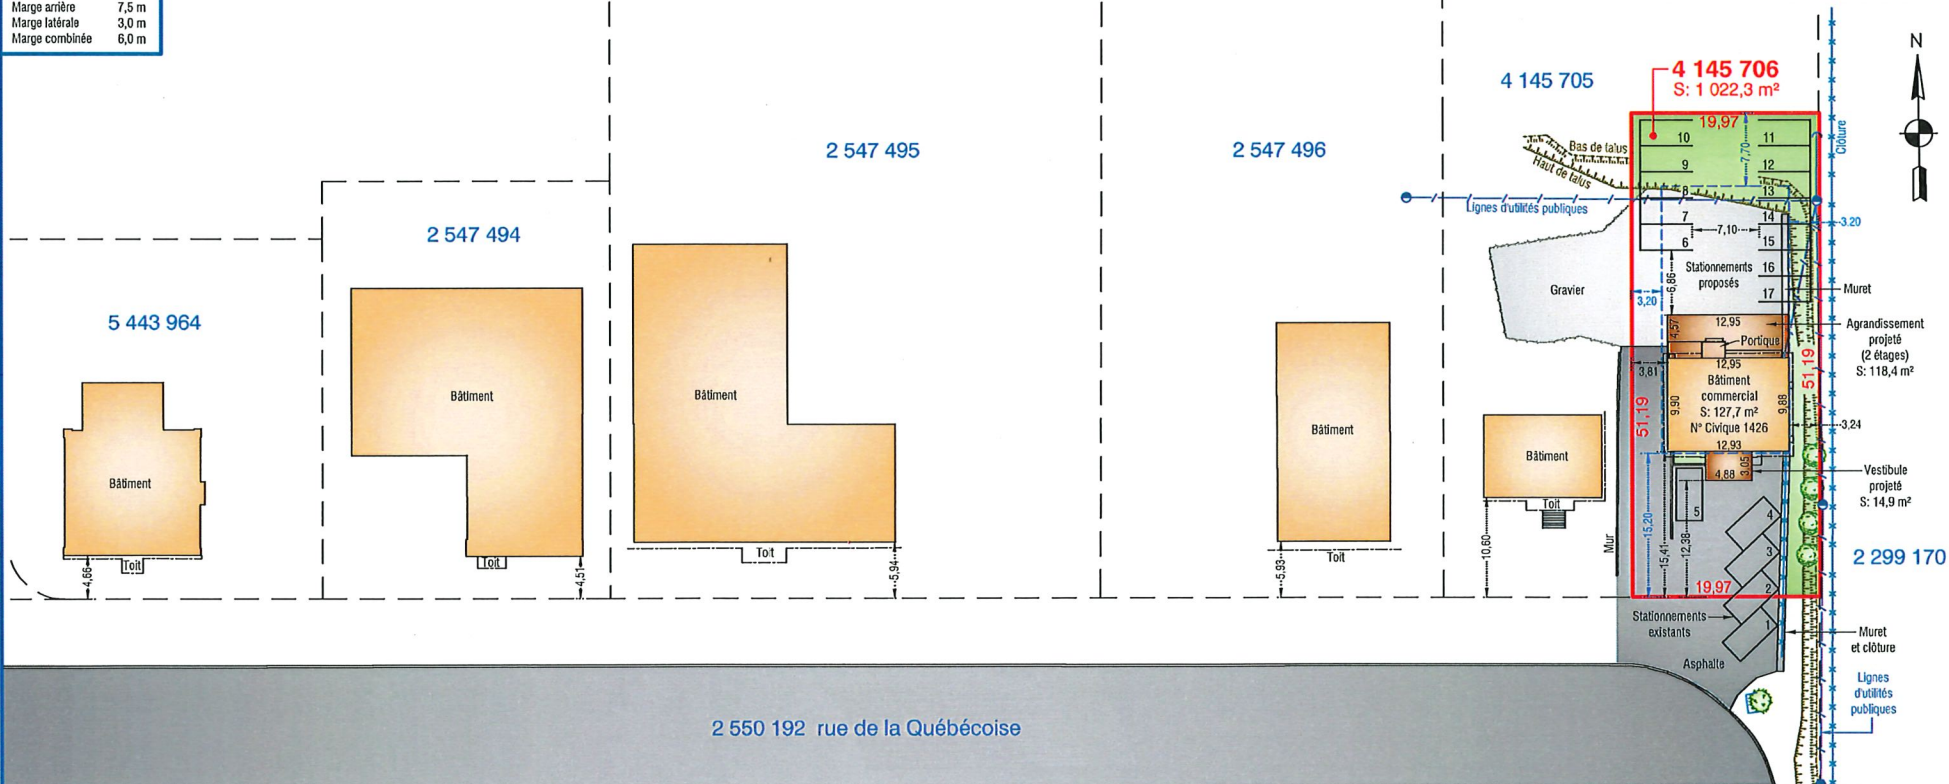 Marge arrière 7,5 m
Marge latérale 3,0 m
Marge combinée 6,0 m
N
4 145 705
4 145 706
S: 1 022,3 m²
19,97
Clôture
2 547 495
2 547 496
Bas de talus
Haut de talus
10
11
9
12
7,70
8
13
Lignes d'utilités publiques
7
14
3.20
7,10
6
15
2 547 494
Gravier
Stationnements
proposés
16
17
6,86
3,20
Muret
5 443 964
4,57
12,95
Portique
Agrandissement
projeté
(2 étages)
S: 118,4 m²
3,81
12,95
Bâtiment
commercial
S: 127,7 m²
N° Civique 1426
12,93
9,90
9,88
51,19
51,19
3,24
Bâtiment
Bâtiment
Bâtiment
Bâtiment
Bâtiment
4,88
3,05
Vestibule
projeté
S: 14,9 m²
Toit
Toit
Toit
Toit
Toit
4,66
4,51
5,94
5,93
10,60
Mur
15,20
15,41
12,38
5
4
3
2
1
19,97
2 299 170
Stationnements
existants
Muret
et clôture
Asphalte
Lignes
d'utilités
publiques
2 550 192 rue de la Québécoise